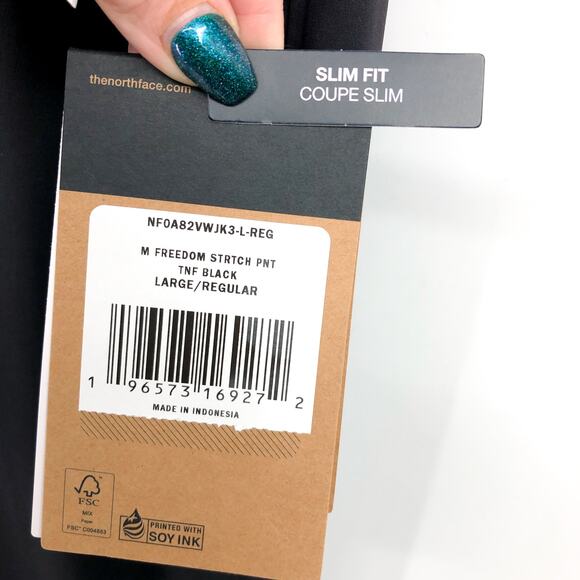 thenorthface.com
SLIM FIT
COUPE SLIM
NF0A82VWJK3-L-REG
M FREEDOM STRTCH PNT
TNF BLACK
LARGE/REGULAR
1 96573 16927 2
MADE IN INDONESIA
FSC
MIX
Paper
FSC® C004883
PRINTED WITH
SOY INK